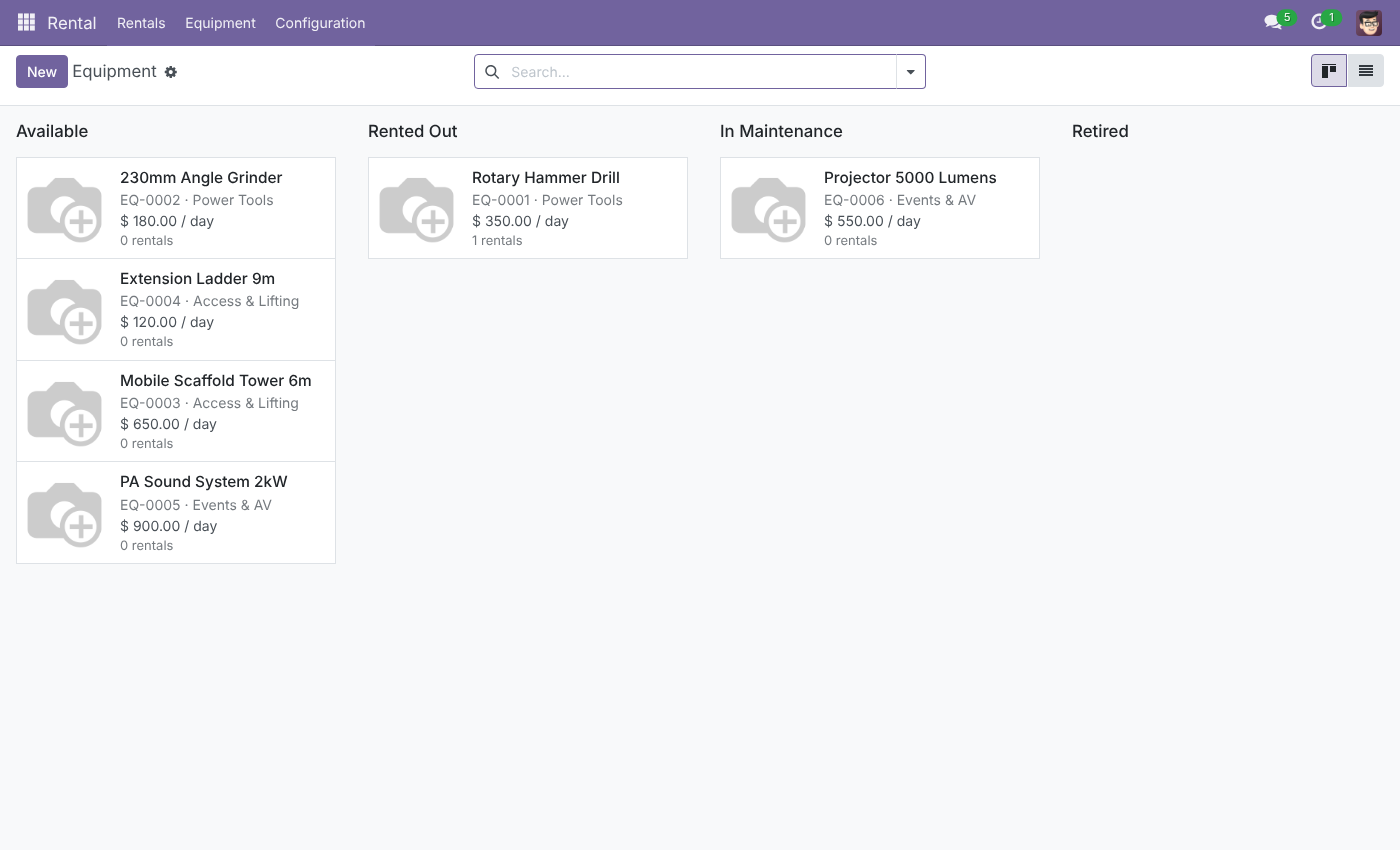 Rental
Rentals
Equipment
Configuration
5
1
New
Equipment
Search...
Available
230mm Angle Grinder
EQ-0002 · Power Tools
$ 180.00 / day
0 rentals
Extension Ladder 9m
EQ-0004 · Access & Lifting
$ 120.00 / day
0 rentals
Mobile Scaffold Tower 6m
EQ-0003 · Access & Lifting
$ 650.00 / day
0 rentals
PA Sound System 2kW
EQ-0005 · Events & AV
$ 900.00 / day
0 rentals
Rented Out
Rotary Hammer Drill
EQ-0001 · Power Tools
$ 350.00 / day
1 rentals
In Maintenance
Projector 5000 Lumens
EQ-0006 · Events & AV
$ 550.00 / day
0 rentals
Retired